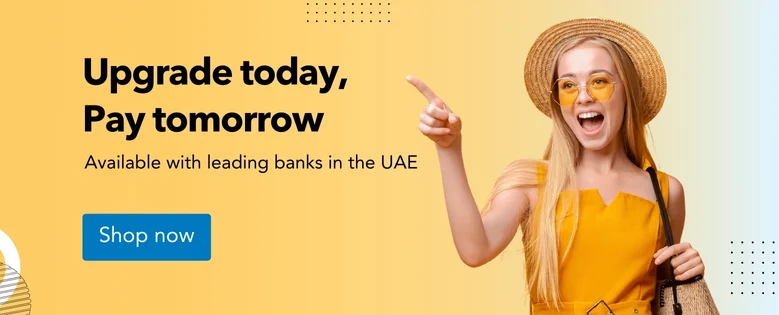 Upgrade today,
Pay tomorrow
Available with leading banks in the UAE
Shop now